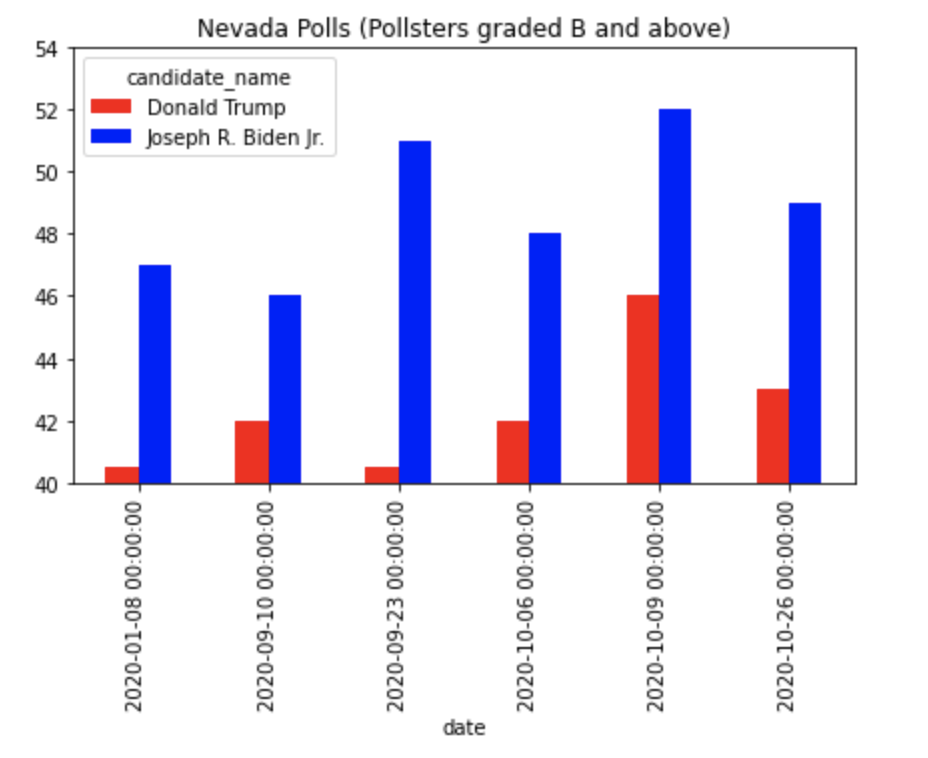 Nevada Polls (Pollsters graded B and above)
candidate_name
Donald Trump
Joseph R. Biden Jr.
54
52
50
48
46
44
42
40
2020-01-08 00:00:00
2020-09-10 00:00:00
2020-09-23 00:00:00
2020-10-06 00:00:00
2020-10-09 00:00:00
2020-10-26 00:00:00
date